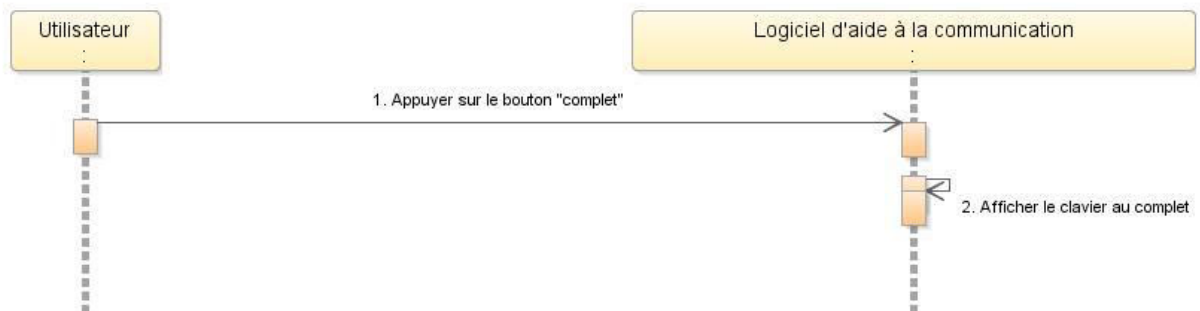 Utilisateur
:
Logiciel d'aide à la communication
:
1. Appuyer sur le bouton "complet"
2. Afficher le clavier au complet